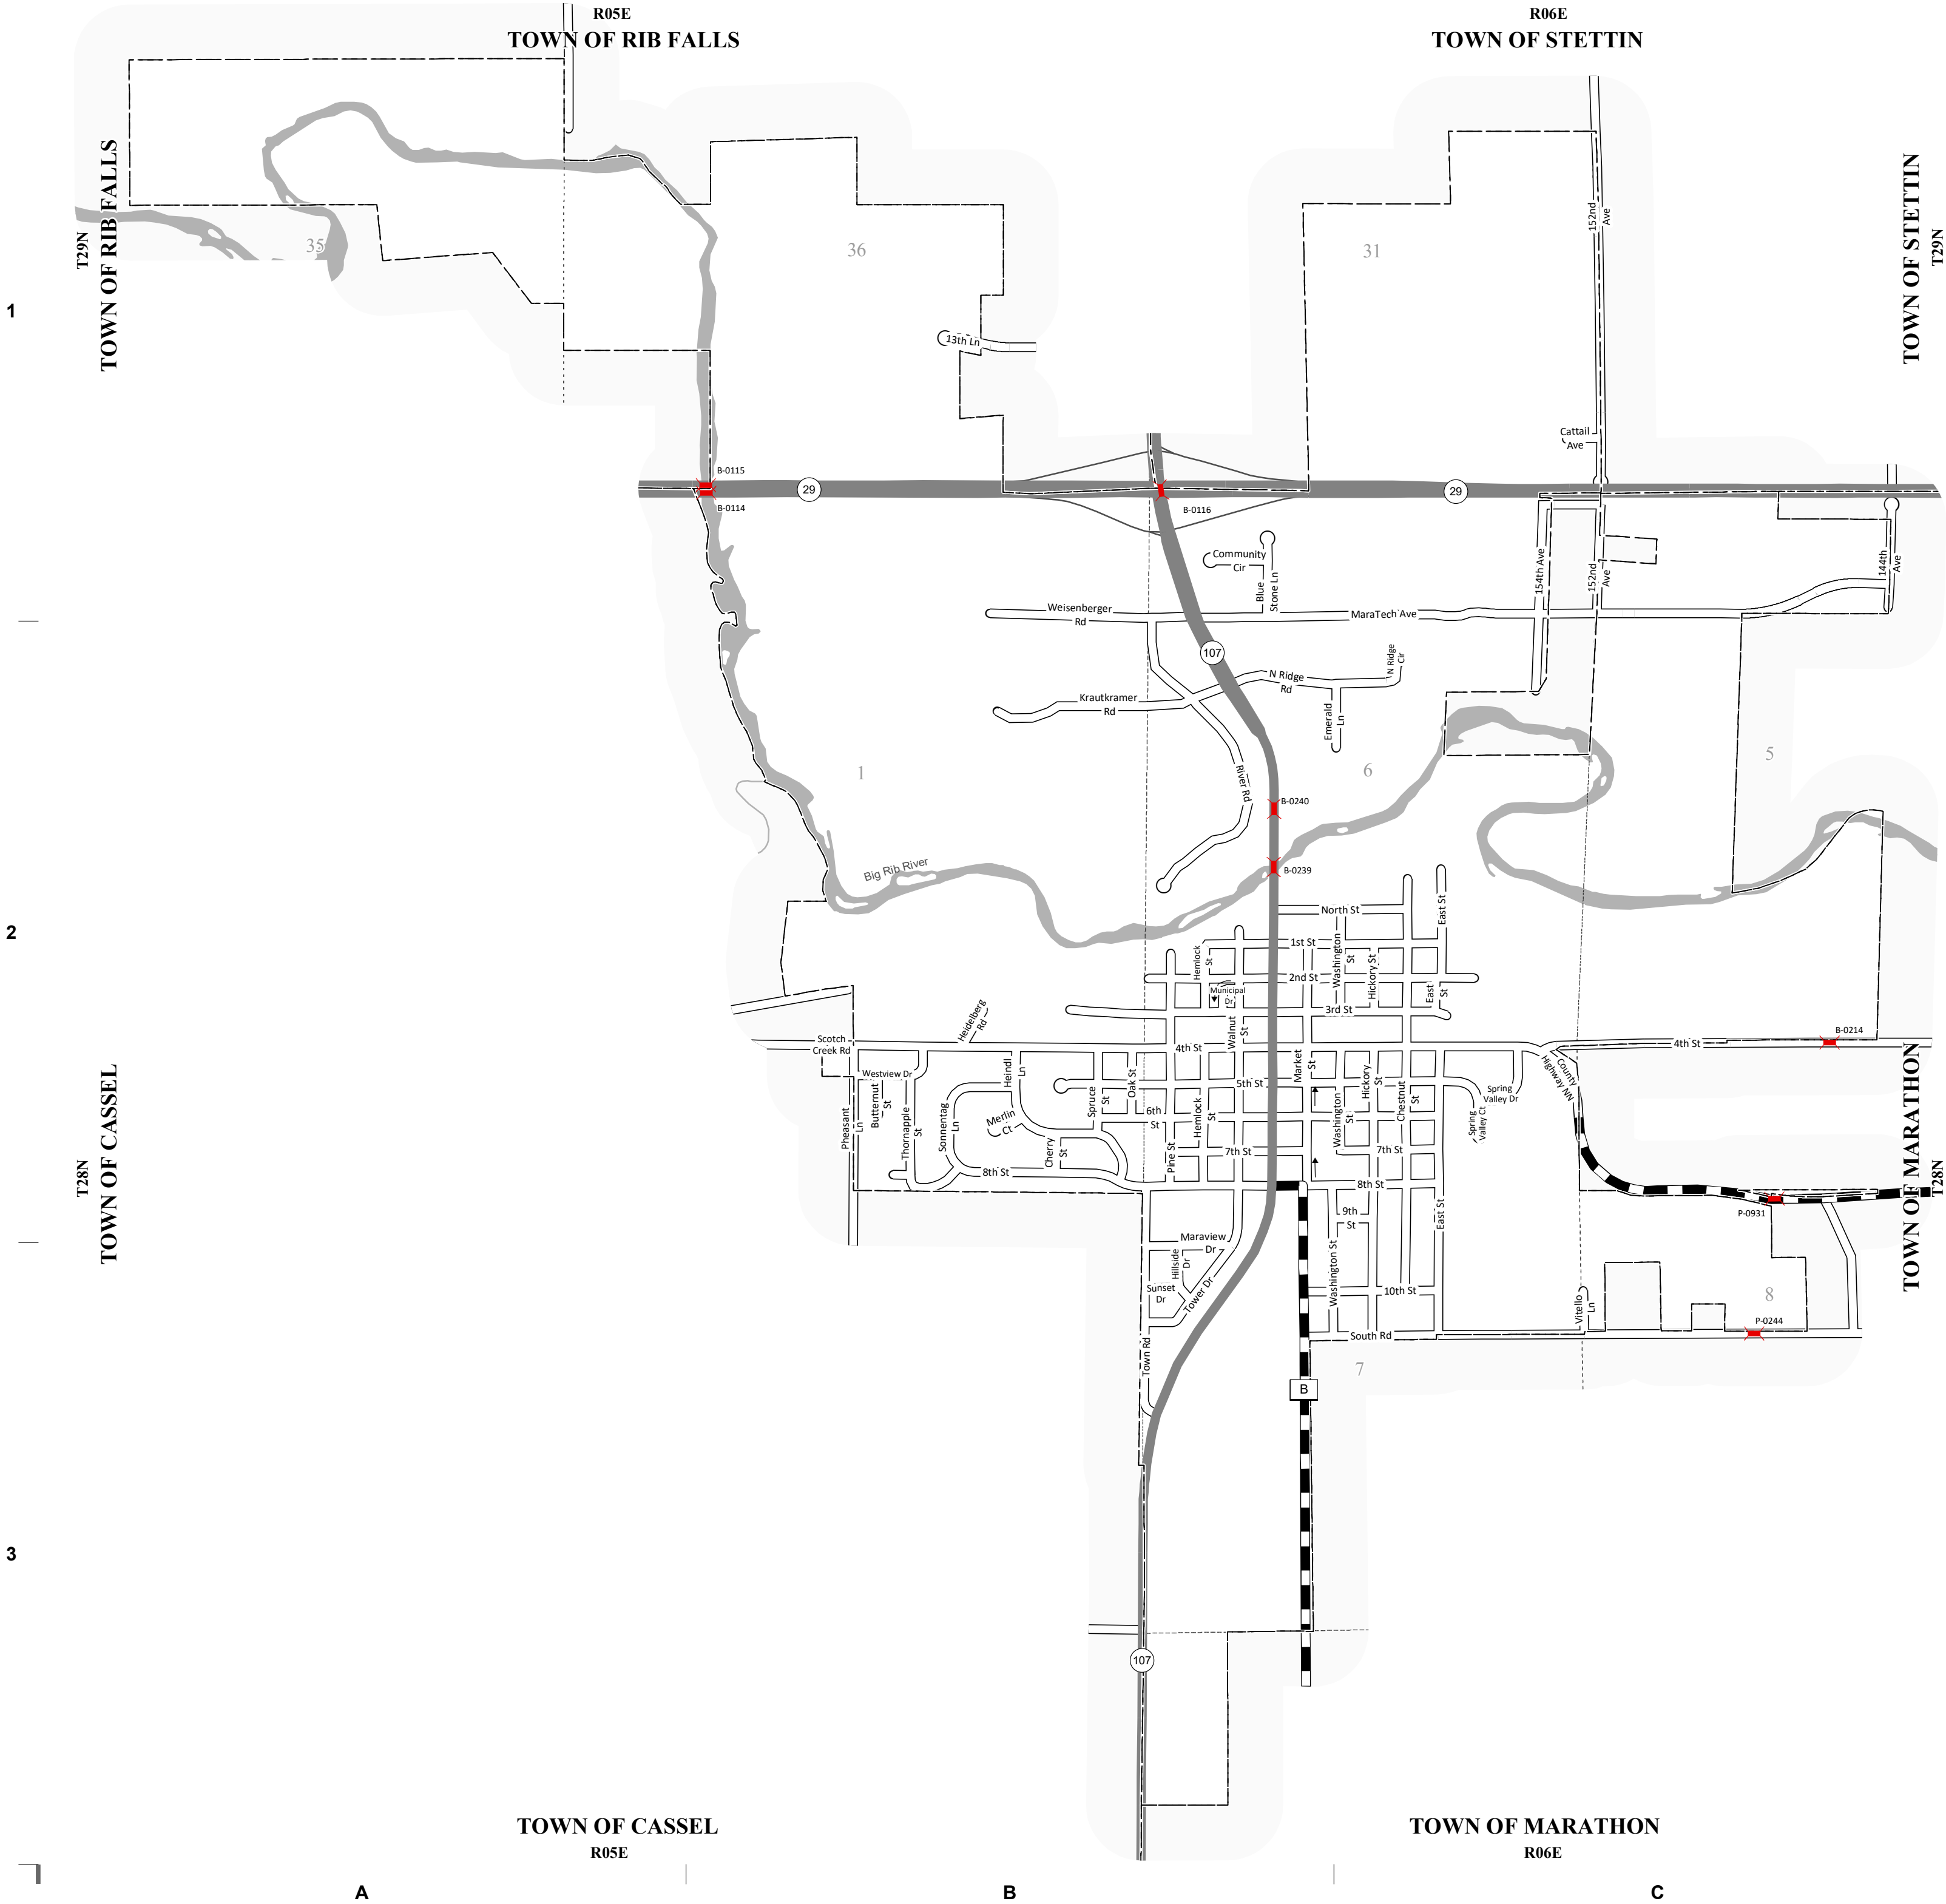 R05E
R06E
TOWN OF RIB FALLS
TOWN OF STETTIN
T29N
TOWN OF RIB FALLS
TOWN OF STETTIN
T29N
35
36
31
152nd
Ave
1
13th Ln
Cattail
Ave
B-0115
29
29
B-0114
B-0116
Community
Cir
Blue
Stone Ln
154th Ave
152nd
Ave
144th
Ave
Weisenberger
Rd
MaraTech Ave
107
N Ridge
Cir
N Ridge
Rd
Krautkramer
Rd
Emerald
Ln
1
6
5
River Rd
B-0240
Big Rib River
B-0239
2
North St
East St
1st St
Hemlock
St
Washington
St
Hickory St
2nd St
Municipal
Dr
East
St
3rd St
Heidelberg
Rd
Walnut
St
B-0214
Scotch
Creek Rd
4th St
4th St
Market
St
County
Highway NN
Westview Dr
Heindl
Ln
Oak St
5th St
Hickory
St
Spring
Valley Dr
Butternut
St
Spruce
St
Chestnut
St
Pheasant
Ln
Thornapple
St
Sonnentag
Ln
Merlin
Ct
6th
St
Hemlock
St
Washington
St
Spring
Valley Ct
Cherry
St
Pine St
7th St
7th St
8th St
8th St
TOWN OF CASSEL
T28N
TOWN OF MARATHON
T28N
P-0931
9th
St
East St
Maraview
Dr
Hillside
Dr
Washington St
Sunset
Dr
Tower Dr
10th St
Vitello
Ln
8
P-0244
South Rd
Town Rd
7
B
3
107
TOWN OF CASSEL
TOWN OF MARATHON
R05E
R06E
A
B
C